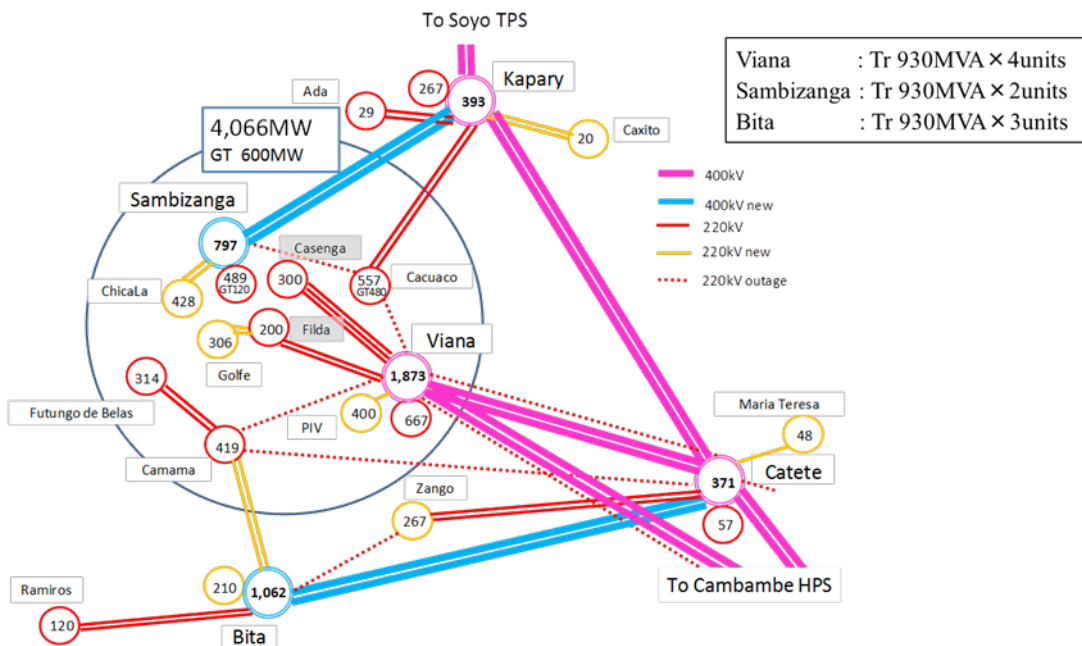 To Soyo TPS
Viana : Tr 930MVA×4units
Sambizanga : Tr 930MVA×2units
Bita : Tr 930MVA×3units
Kapary
267
393
Ada
29
20
Caxito
4,066MW
GT 600MW
400kV
400kV new
220kV
220kV new
220kV outage
Sambizanga
797
489
GT120
ChicaLa
428
Casenga
300
557
GT480
Cacuaco
200
Filda
306
Golfe
Viana
1,873
400
PIV
667
314
Futungo de Belas
419
Camama
Maria Teresa
48
Catete
371
57
Zango
267
To Cambambe HPS
210
1,062
Bita
Ramiros
120